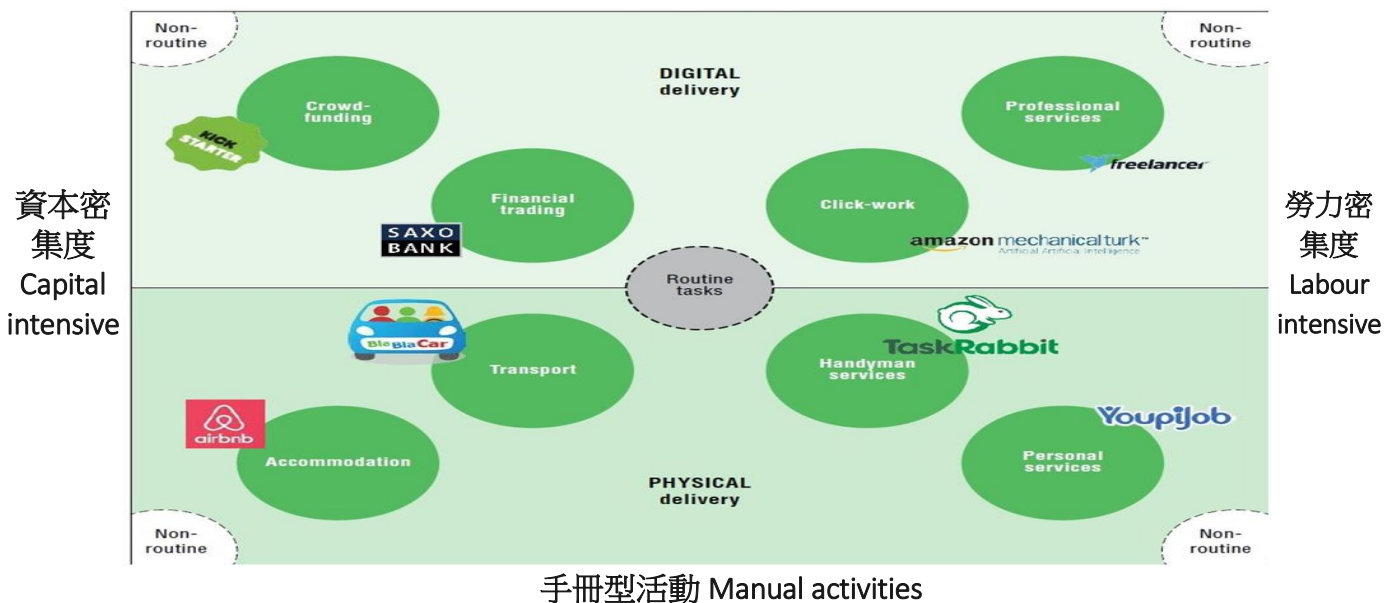 Non-
routine
Non-
routine
DIGITAL
delivery
Crowd-
funding
Professional
services
KICK
STARTER
freelancer
資本密
集度
Capital
intensive
勞力密
集度
Labour
intensive
Financial
trading
Click-work
SAXO
BANK
amazon mechanical turk™
Artificial Artificial Intelligence
Routine
tasks
BlaBlaCar
TaskRabbit
Transport
Handyman
services
airbnb
YoupiJob
Accommodation
Personal
services
PHYSICAL
delivery
Non-
routine
Non-
routine
手冊型活動 Manual activities